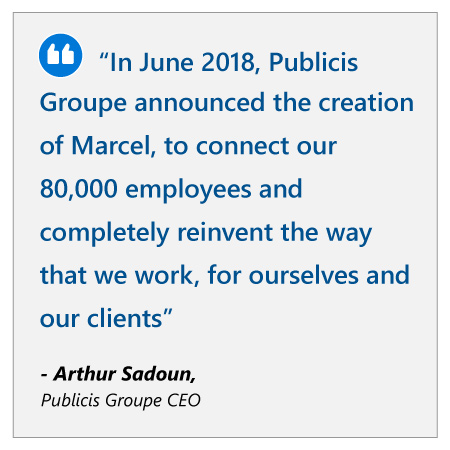 “In June 2018, Publicis
Groupe announced the creation
of Marcel, to connect our
80,000 employees and
completely reinvent the way
that we work, for ourselves and
our clients”
- Arthur Sadoun,
Publicis Groupe CEO